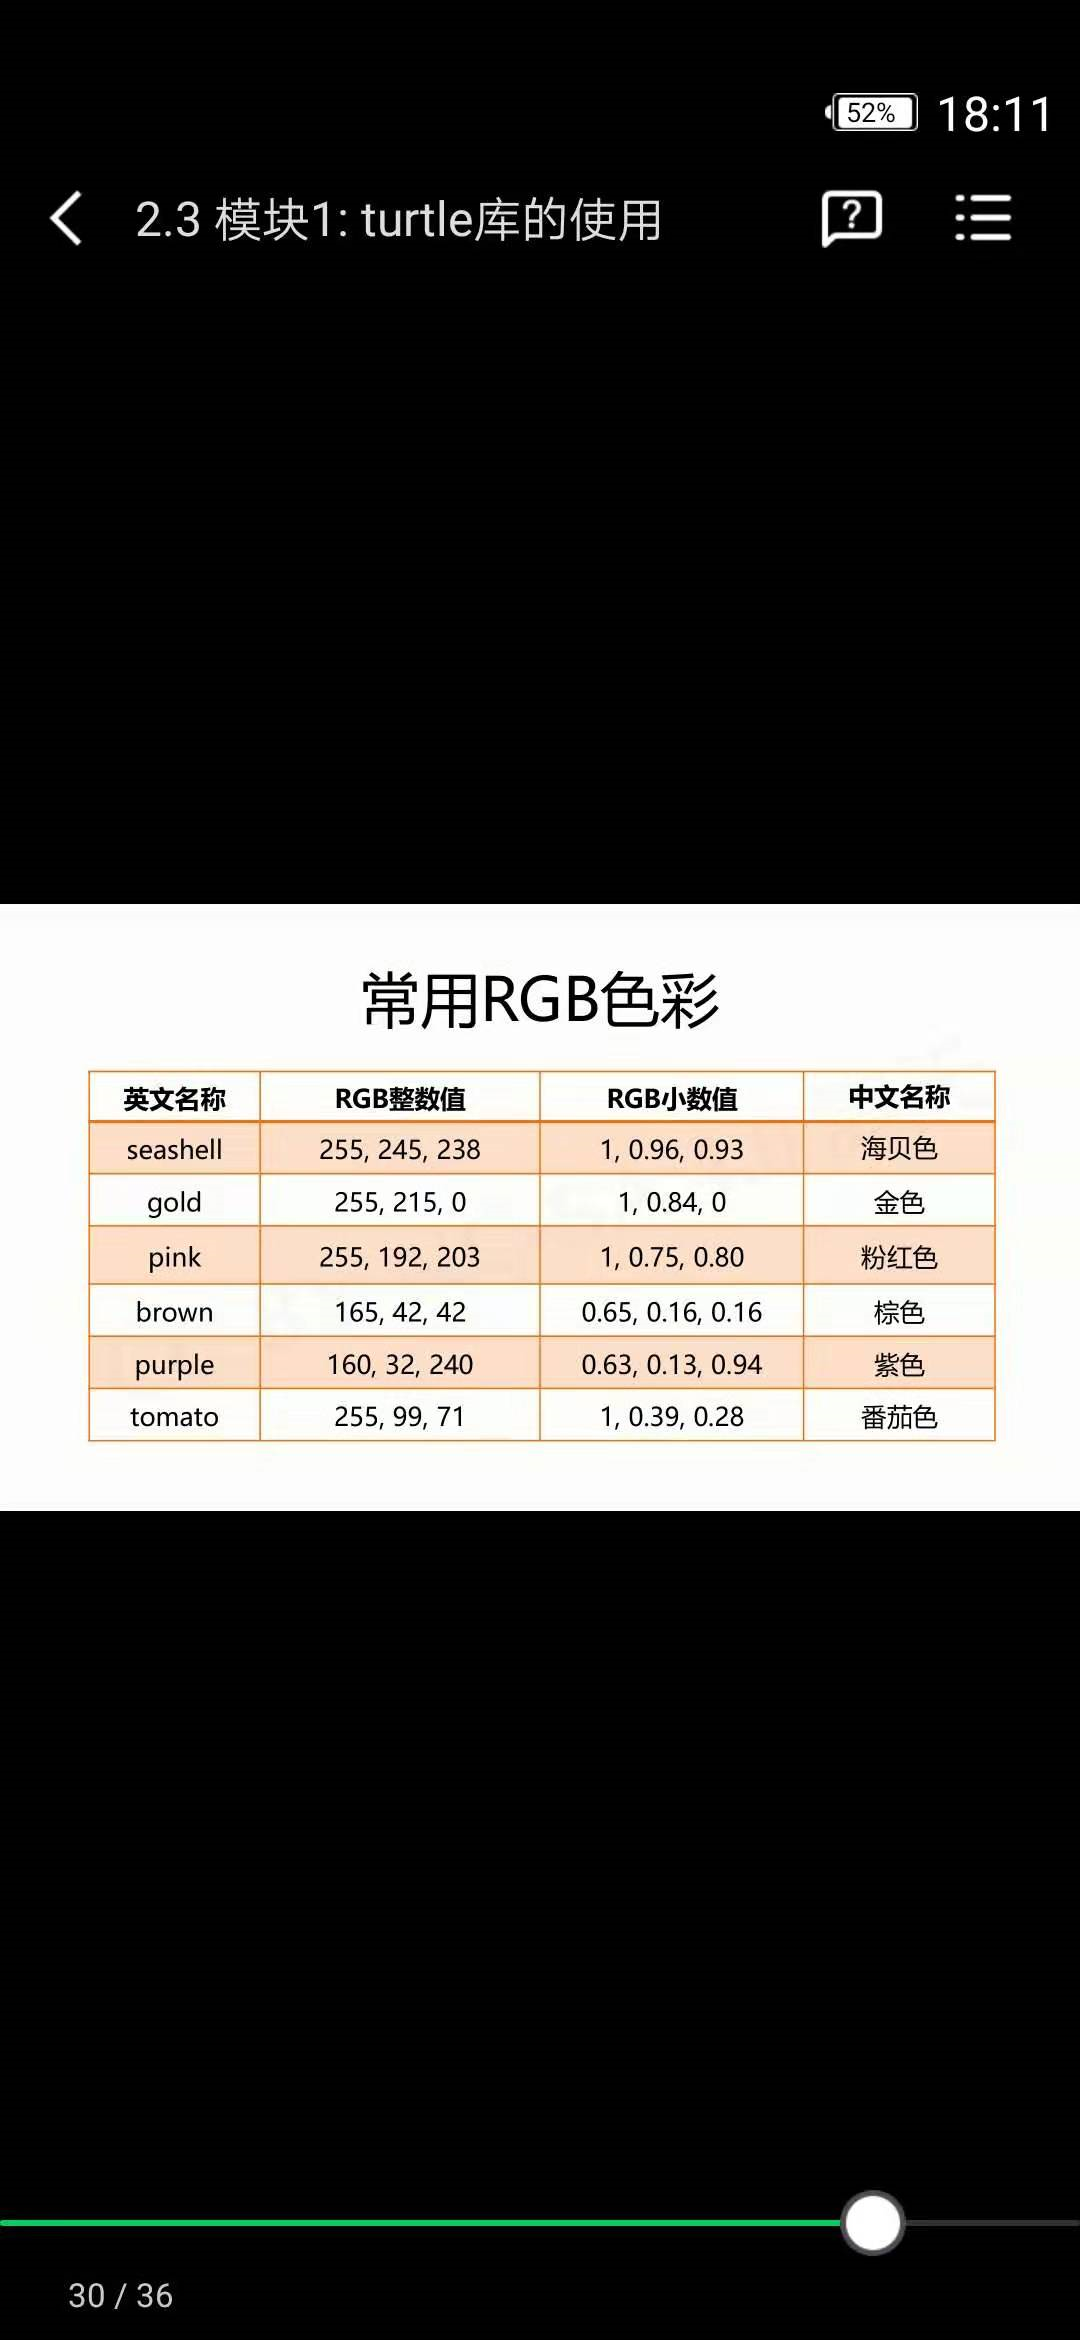 52% 18:11
2.3 模块1: turtle库的使用
常用RGB色彩
英文名称 RGB整数值 RGB小数值 中文名称
seashell 255, 245, 238 1, 0.96, 0.93 海贝色
gold 255, 215, 0 1, 0.84, 0 金色
pink 255, 192, 203 1, 0.75, 0.80 粉红色
brown 165, 42, 42 0.65, 0.16, 0.16 棕色
purple 160, 32, 240 0.63, 0.13, 0.94 紫色
tomato 255, 99, 71 1, 0.39, 0.28 番茄色
30 / 36